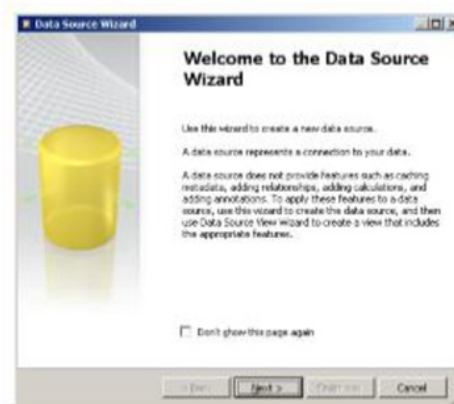 Data Source Wizard
Welcome to the Data Source
Wizard
Use this wizard to create a new data source.
A data source represents a connection to your data.
A data source does not provide features such as caching
metadata, adding relationships, adding calculations, and
adding annotations. To apply these features to a data
source, use this wizard to create the data source, and then
use Data Source View Wizard to create a view that includes
the appropriate features.
Don't show this page again
Next >
Cancel